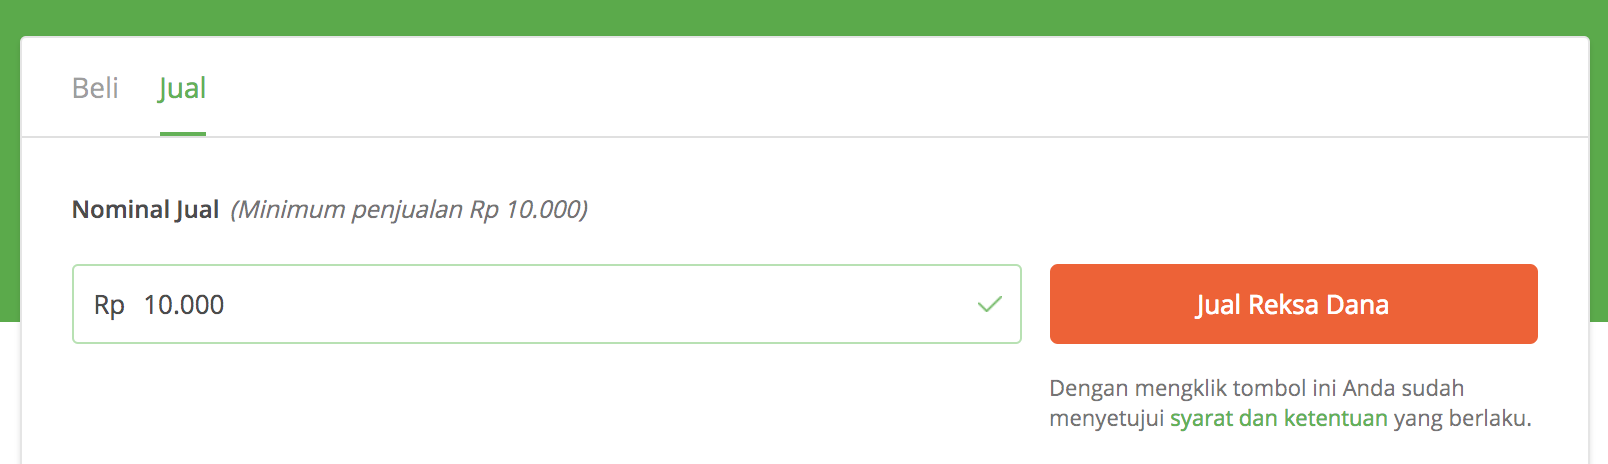 Beli Jual
Nominal Jual (Minimum penjualan Rp 10.000)
Rp 10.000
Jual Reksa Dana
Dengan mengklik tombol ini Anda sudah
menyetujui syarat dan ketentuan yang berlaku.